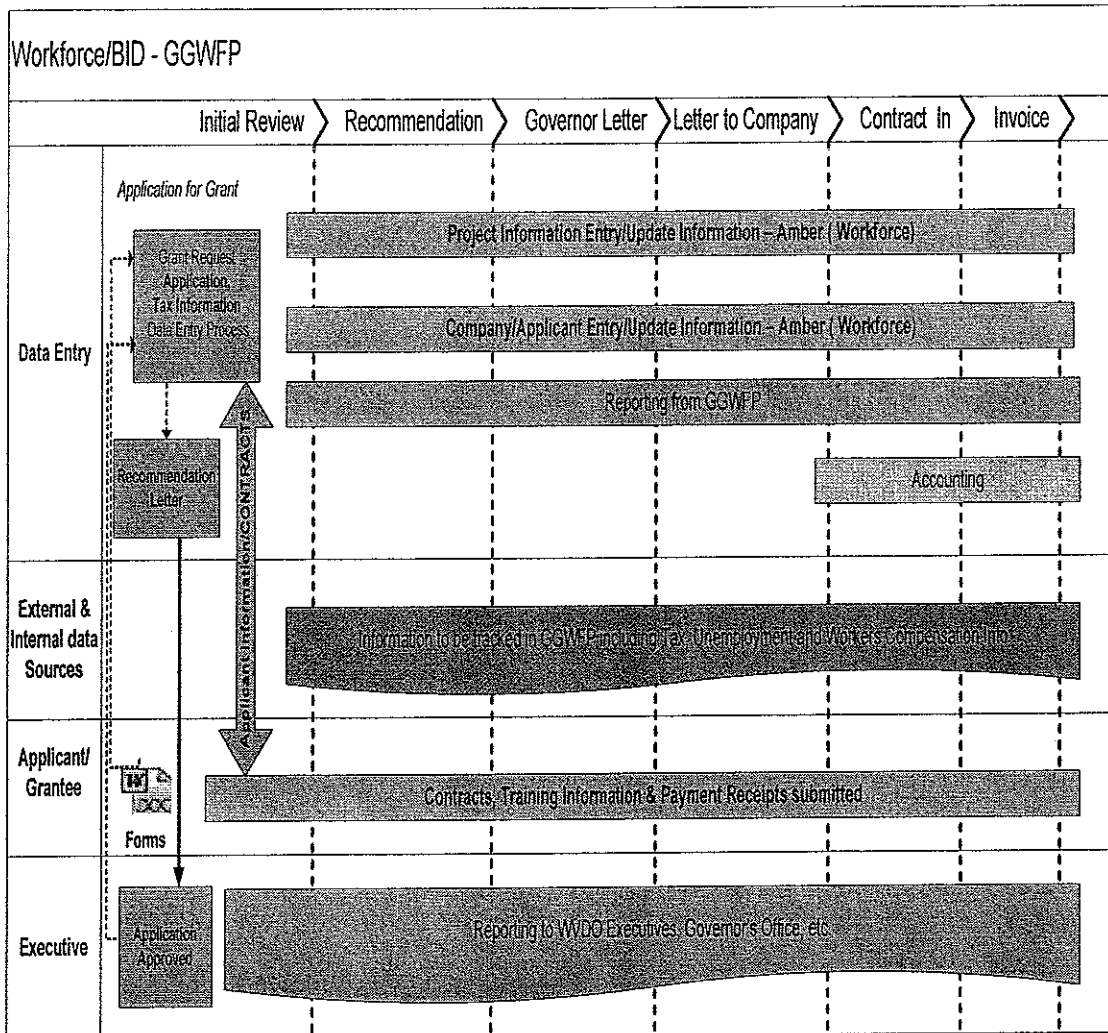 Workforce/BID - GGWFP
Initial Review
Recommendation
Governor Letter
Letter to Company
Contract In
Invoice
Data Entry
Application for Grant
Grant Request
Application,
Tax Information
Data Entry Process
Project Information Entry/Update Information – Amber ( Workforce)
Company/Applicant Entry/Update Information – Amber ( Workforce)
Reporting from GGWFP
Accounting
Recommendation
Letter
Applicant/Information/CONTRACTS
External &
Internal data
Sources
Information to be tracked in GGWFP including Tax, Unemployment and Workers Compensation Info
Applicant/
Grantee
W
Forms
Contracts, Training Information & Payment Receipts submitted
Executive
Application
Approved
Reporting to WVDO Executives, Governor's Office, etc.